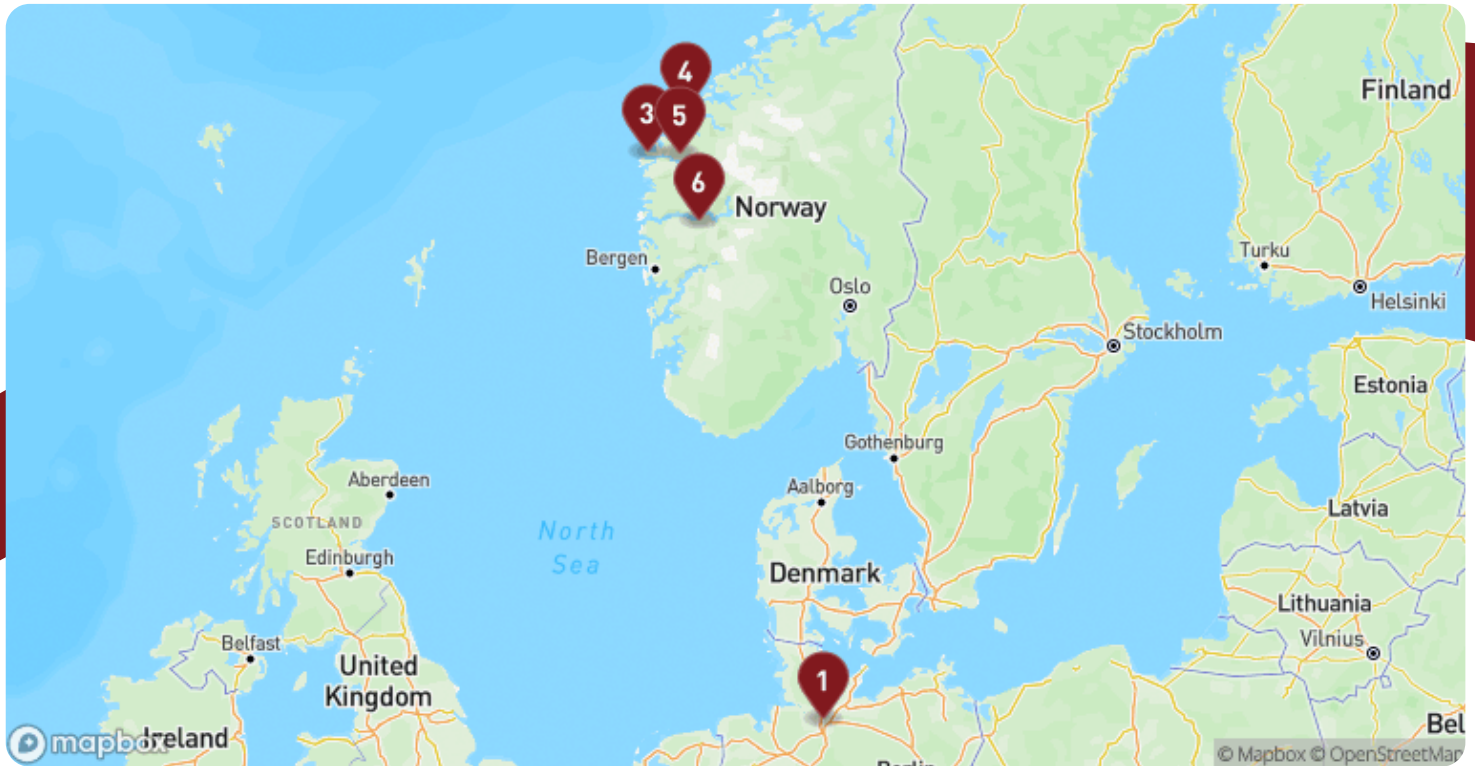 4
Finland
3
5
6
Norway
Bergen
Turku
Oslo
Helsinki
Stockholm
Estonia
Gothenburg
Aberdeen
Aalborg
SCOTLAND
Latvia
North
Sea
Edinburgh
Denmark
Lithuania
Belfast
Vilnius
United
Kingdom
1
Bel
mapbox
Ireland
© Mapbox © OpenStreetMap
Berlin